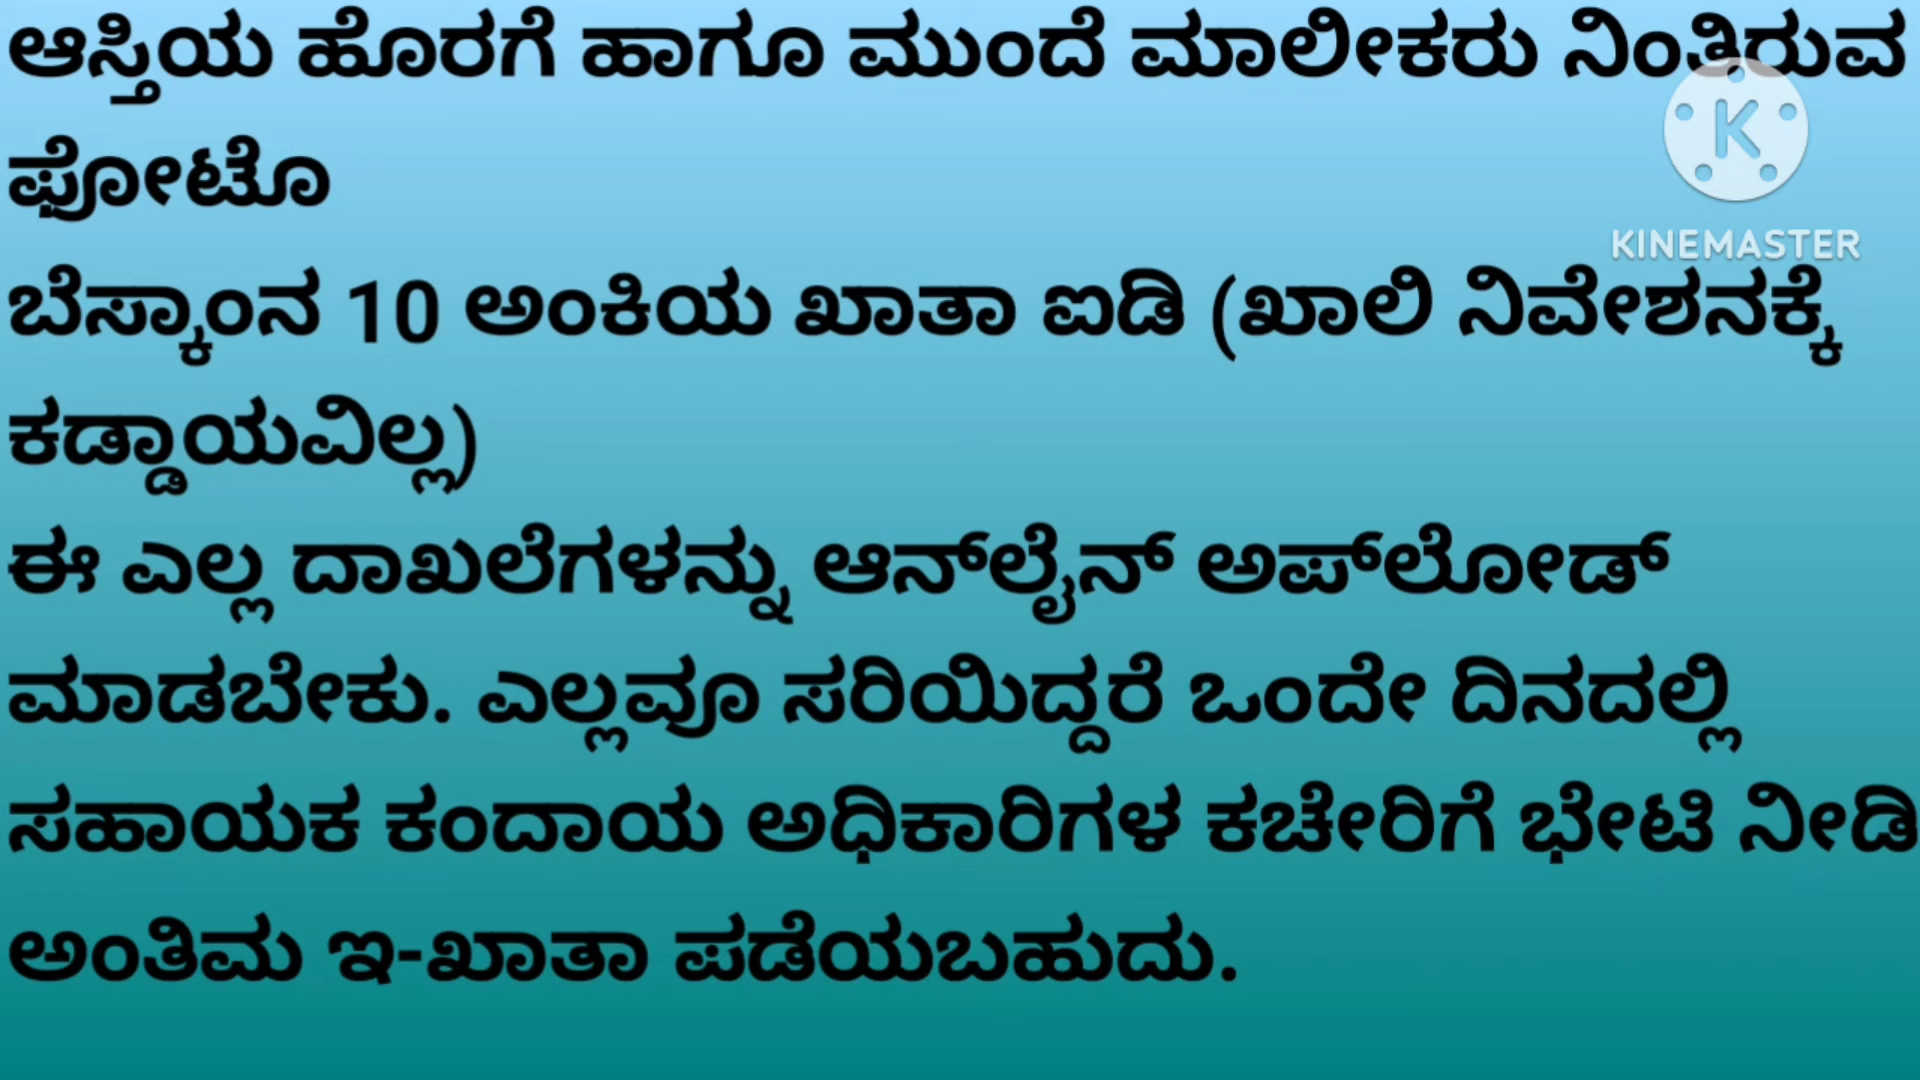 ಆಸ್ತಿಯ ಹೊರಗೆ ಹಾಗೂ ಮುಂದೆ ಮಾಲೀಕರು ನಿಂತಿರುವ
ಫೋಟೊ
KINEMASTER
ಬೆಸ್ಕಾಂನ 10 ಅಂಕಿಯ ಖಾತಾ ಐಡಿ (ಖಾಲಿ ನಿವೇಶನಕ್ಕೆ
ಕಡ್ಡಾಯವಿಲ್ಲ)
ಈ ಎಲ್ಲ ದಾಖಲೆಗಳನ್ನು ಆನ್‌ಲೈನ್ ಅಪ್‌ಲೋಡ್
ಮಾಡಬೇಕು. ಎಲ್ಲವೂ ಸರಿಯಿದ್ದರೆ ಒಂದೇ ದಿನದಲ್ಲಿ
ಸಹಾಯಕ ಕಂದಾಯ ಅಧಿಕಾರಿಗಳ ಕಚೇರಿಗೆ ಭೇಟಿ ನೀಡಿ
ಅಂತಿಮ ಇ-ಖಾತಾ ಪಡೆಯಬಹುದು.